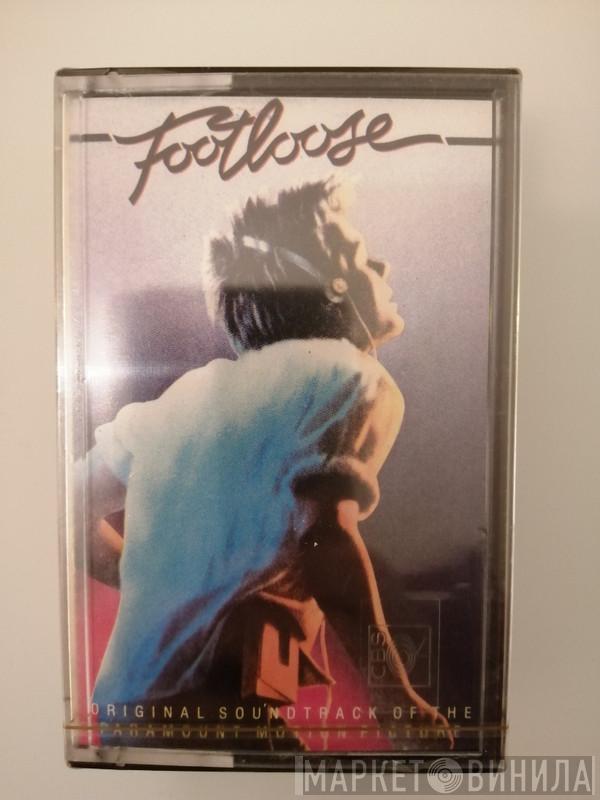 Footloose
CBS
ORIGINAL SOUNDTRACK OF THE
PARAMOUNT MOTION PICTURE
МАРКЕТ ВИНИЛА